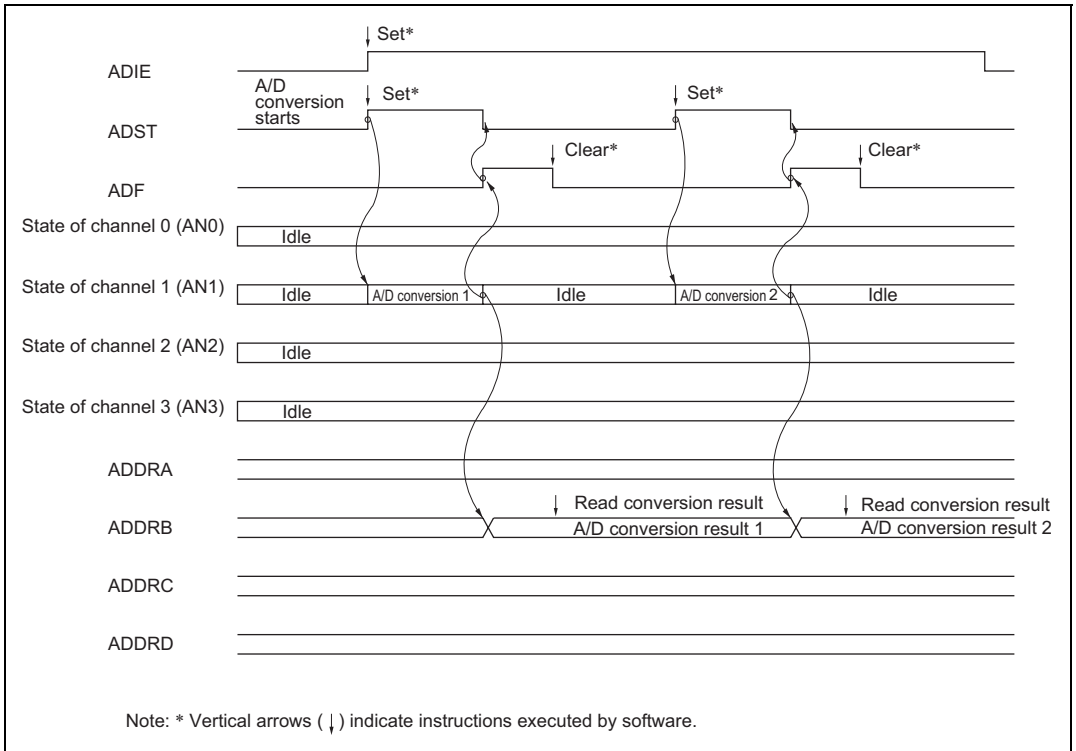 Set*
ADIE
A/D
conversion
starts
Set*
Set*
ADST
Clear*
Clear*
ADF
State of channel 0 (AN0)
Idle
State of channel 1 (AN1)
Idle
A/D conversion 1
Idle
A/D conversion 2
Idle
State of channel 2 (AN2)
Idle
State of channel 3 (AN3)
Idle
ADDRA
Read conversion result
Read conversion result
ADDRB
A/D conversion result 1
A/D conversion result 2
ADDRC
ADDRD
Note: * Vertical arrows (↓) indicate instructions executed by software.